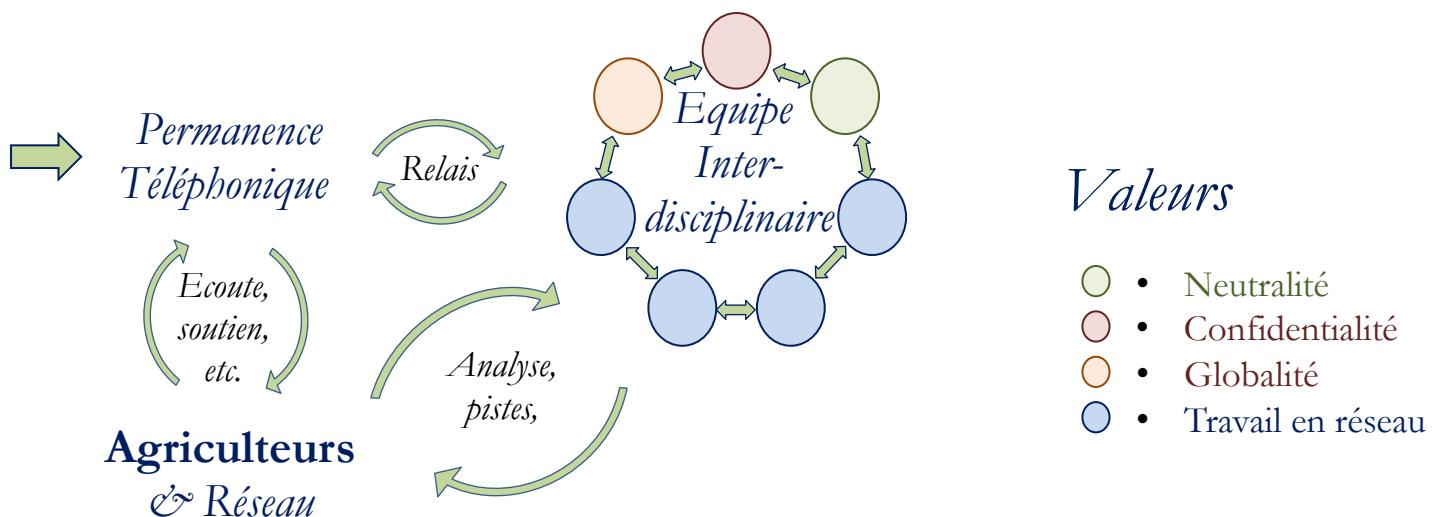 Permanence
Téléphonique
Relais
Equipe
Inter-
disciplinaire
Ecoute,
soutien,
etc.
Analyse,
pistes,
Agriculteurs
& Réseau
Valeurs
• Neutralité
• Confidentialité
• Globalité
• Travail en réseau